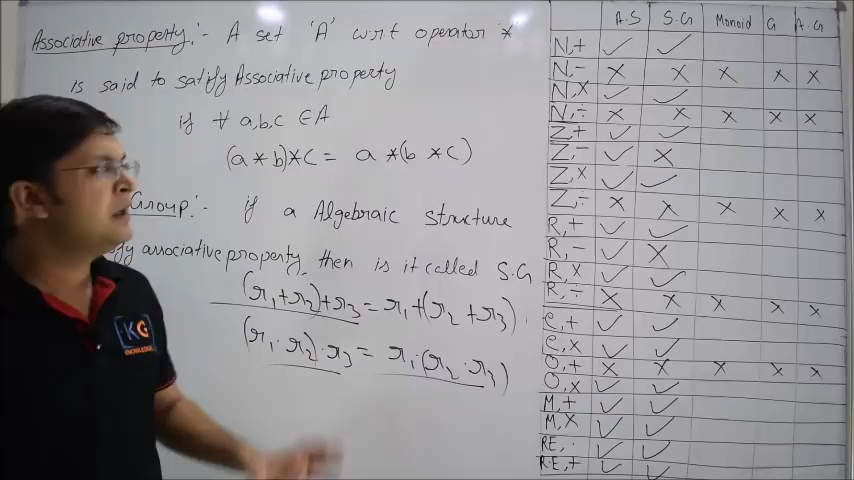 Associative property:- A set 'A' w.r.t operator *
is said to satisfy Associative property
if ∀ a,b,c ∈ A
(a * b) * c = a * (b * c)
Group:- if a Algebraic structure
associative property, then is it called S.G
(r₁+r₂)+r₃ = r₁+(r₂+r₃)
(r₁·r₂)·r₃ = r₁·(r₂·r₃)
KG
KNOWLEDGE
A.S S.G Monoid G A.G
N,+ ✓ ✓
N,- × × × × ×
N,× ✓ ✓
N,÷ × × × × ×
Z,+ ✓ ✓
Z,- ✓ ×
Z,× ✓ ✓
Z,÷ × × × × ×
R,+ ✓ ✓
R,- ✓ ×
R,× ✓ ✓
R,÷ × × × × ×
e,+ ✓ ✓
e,× ✓ ✓
O,+ × × × × ×
O,× ✓ ✓
M,+ ✓ ✓
M,× ✓ ✓
RE,· ✓ ✓
R.E,+ ✓ ✓